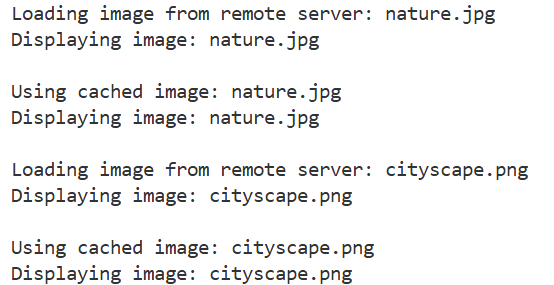 Loading image from remote server: nature.jpg
Displaying image: nature.jpg

Using cached image: nature.jpg
Displaying image: nature.jpg

Loading image from remote server: cityscape.png
Displaying image: cityscape.png

Using cached image: cityscape.png
Displaying image: cityscape.png